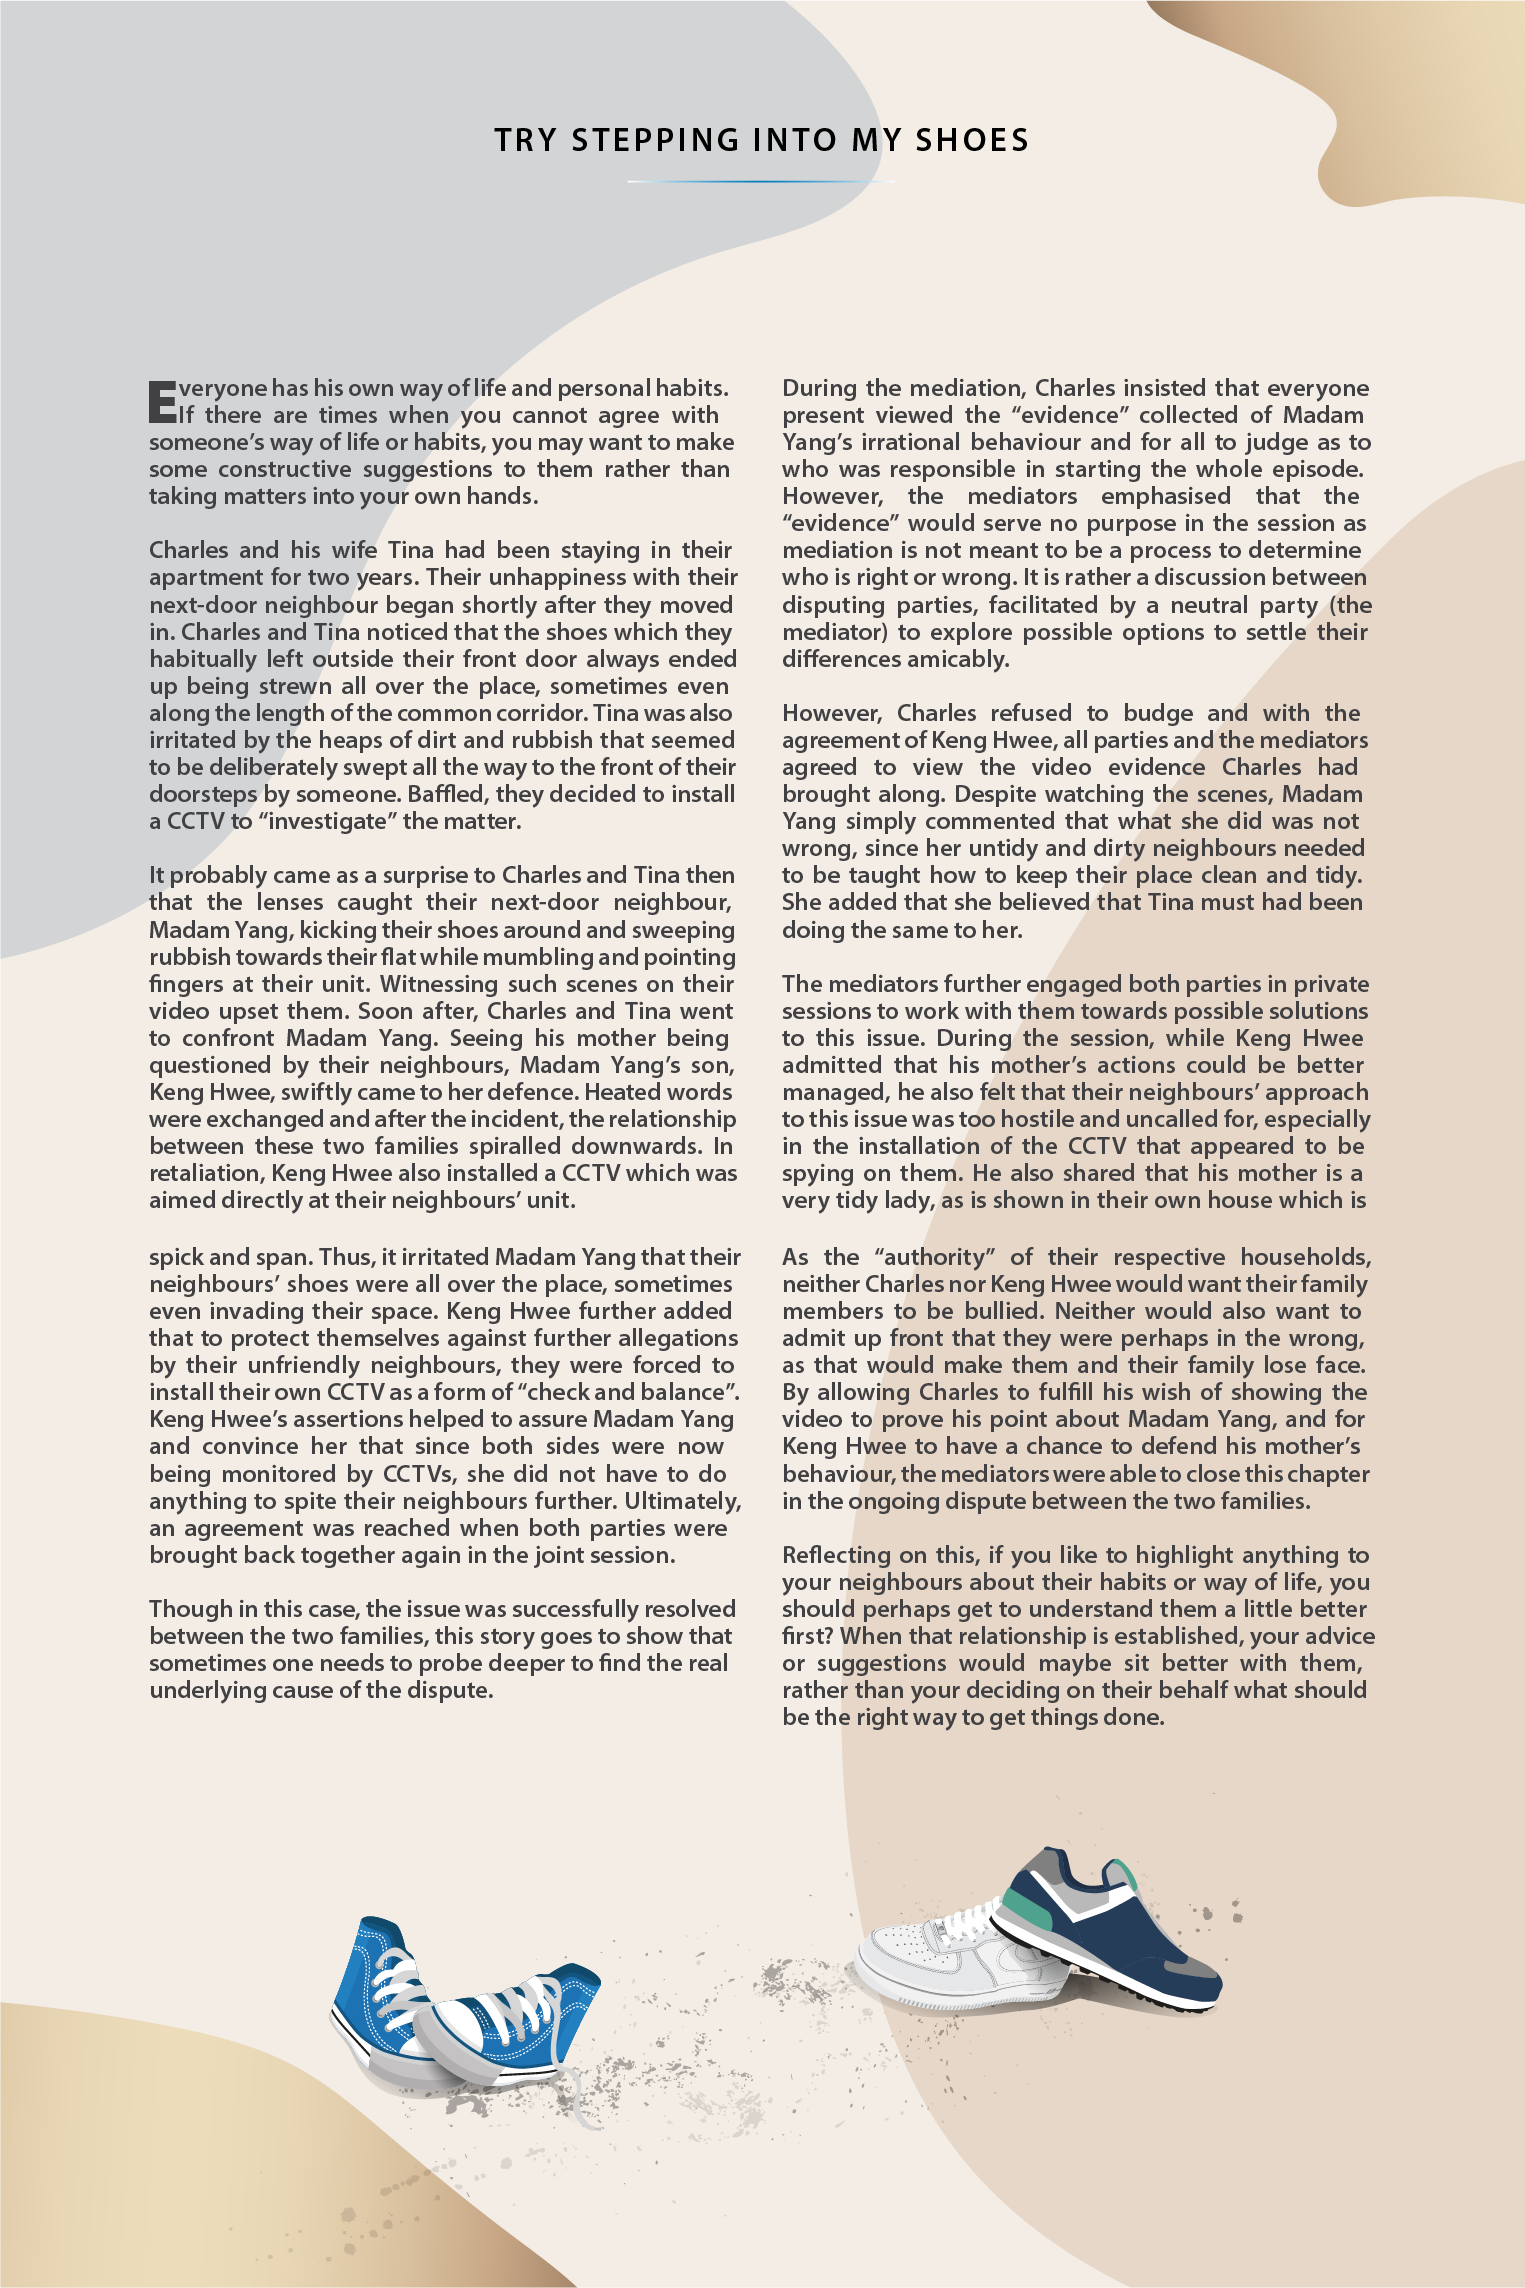 TRY STEPPING INTO MY SHOES
Everyone has his own way of life and personal habits.
If there are times when you cannot agree with
someone’s way of life or habits, you may want to make
some constructive suggestions to them rather than
taking matters into your own hands.
Charles and his wife Tina had been staying in their
apartment for two years. Their unhappiness with their
next-door neighbour began shortly after they moved
in. Charles and Tina noticed that the shoes which they
habitually left outside their front door always ended
up being strewn all over the place, sometimes even
along the length of the common corridor. Tina was also
irritated by the heaps of dirt and rubbish that seemed
to be deliberately swept all the way to the front of their
doorsteps by someone. Baffled, they decided to install
a CCTV to “investigate” the matter.
It probably came as a surprise to Charles and Tina then
that the lenses caught their next-door neighbour,
Madam Yang, kicking their shoes around and sweeping
rubbish towards their flat while mumbling and pointing
fingers at their unit. Witnessing such scenes on their
video upset them. Soon after, Charles and Tina went
to confront Madam Yang. Seeing his mother being
questioned by their neighbours, Madam Yang’s son,
Keng Hwee, swiftly came to her defence. Heated words
were exchanged and after the incident, the relationship
between these two families spiralled downwards. In
retaliation, Keng Hwee also installed a CCTV which was
aimed directly at their neighbours’ unit.
During the mediation, Charles insisted that everyone
present viewed the “evidence” collected of Madam
Yang’s irrational behaviour and for all to judge as to
who was responsible in starting the whole episode.
However, the mediators emphasised that the
“evidence” would serve no purpose in the session as
mediation is not meant to be a process to determine
who is right or wrong. It is rather a discussion between
disputing parties, facilitated by a neutral party (the
mediator) to explore possible options to settle their
differences amicably.
However, Charles refused to budge and with the
agreement of Keng Hwee, all parties and the mediators
agreed to view the video evidence Charles had
brought along. Despite watching the scenes, Madam
Yang simply commented that what she did was not
wrong, since her untidy and dirty neighbours needed
to be taught how to keep their place clean and tidy.
She added that she believed that Tina must had been
doing the same to her.
The mediators further engaged both parties in private
sessions to work with them towards possible solutions
to this issue. During the session, while Keng Hwee
admitted that his mother’s actions could be better
managed, he also felt that their neighbours’ approach
to this issue was too hostile and uncalled for, especially
in the installation of the CCTV that appeared to be
spying on them. He also shared that his mother is a
very tidy lady, as is shown in their own house which is
spick and span. Thus, it irritated Madam Yang that their
neighbours’ shoes were all over the place, sometimes
even invading their space. Keng Hwee further added
that to protect themselves against further allegations
by their unfriendly neighbours, they were forced to
install their own CCTV as a form of “check and balance”.
Keng Hwee’s assertions helped to assure Madam Yang
and convince her that since both sides were now
being monitored by CCTVs, she did not have to do
anything to spite their neighbours further. Ultimately,
an agreement was reached when both parties were
brought back together again in the joint session.
Though in this case, the issue was successfully resolved
between the two families, this story goes to show that
sometimes one needs to probe deeper to find the real
underlying cause of the dispute.
As the “authority” of their respective households,
neither Charles nor Keng Hwee would want their family
members to be bullied. Neither would also want to
admit up front that they were perhaps in the wrong,
as that would make them and their family lose face.
By allowing Charles to fulfill his wish of showing the
video to prove his point about Madam Yang, and for
Keng Hwee to have a chance to defend his mother’s
behaviour, the mediators were able to close this chapter
in the ongoing dispute between the two families.
Reflecting on this, if you like to highlight anything to
your neighbours about their habits or way of life, you
should perhaps get to understand them a little better
first? When that relationship is established, your advice
or suggestions would maybe sit better with them,
rather than your deciding on their behalf what should
be the right way to get things done.